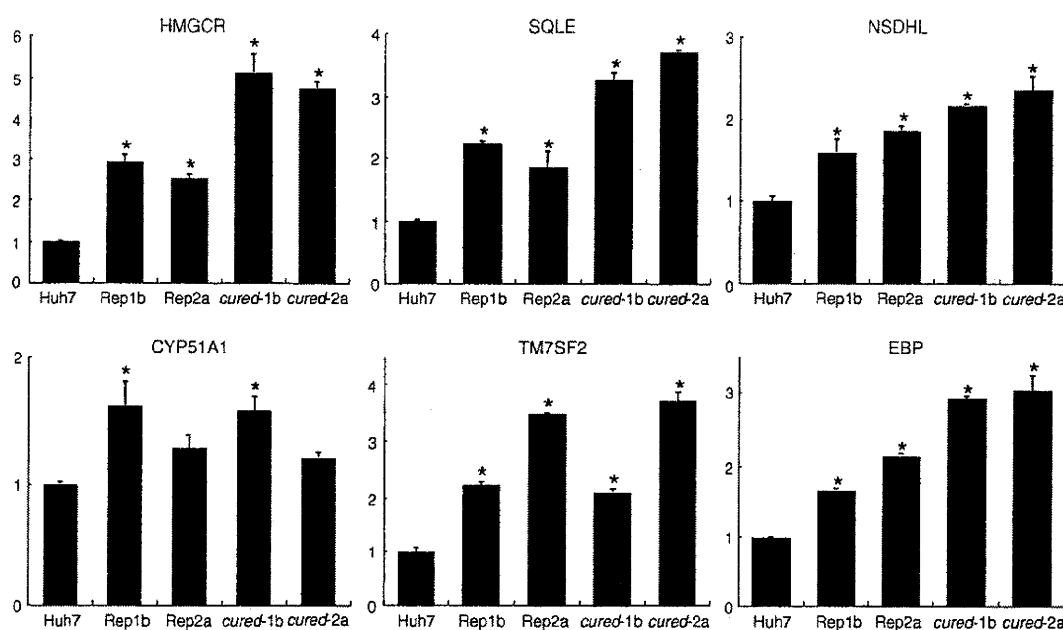 HMGCR
6
5
4
3
2
1
0
* * * *
Huh7 Rep1b Rep2a cured-1b cured-2a
SQLE
4
3
2
1
0
* * * *
Huh7 Rep1b Rep2a cured-1b cured-2a
NSDHL
3
2
1
0
* * * *
Huh7 Rep1b Rep2a cured-1b cured-2a
CYP51A1
2
1
0
* *
Huh7 Rep1b Rep2a cured-1b cured-2a
TM7SF2
4
3
2
1
0
* * * *
Huh7 Rep1b Rep2a cured-1b cured-2a
EBP
3
2
1
0
* * * *
Huh7 Rep1b Rep2a cured-1b cured-2a